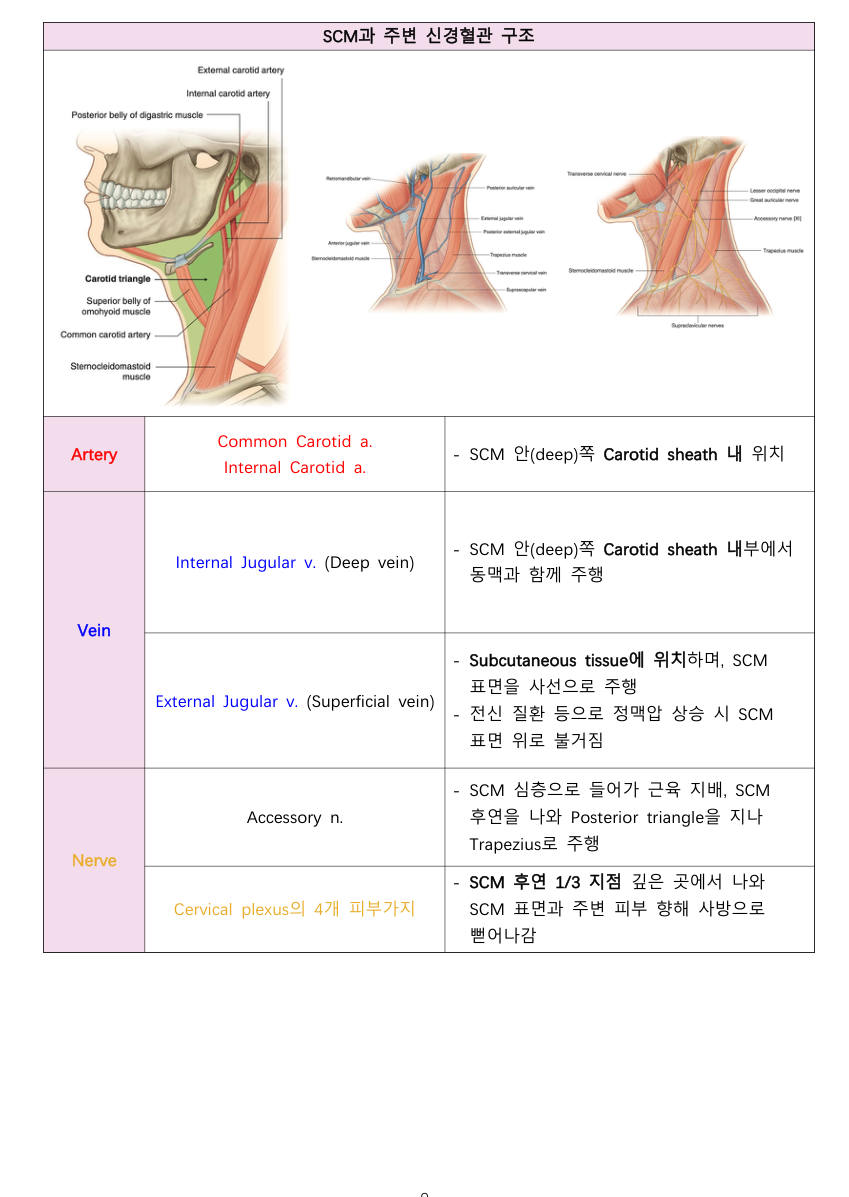 SCM과 주변 신경혈관 구조
External carotid artery
Internal carotid artery
Posterior belly of digastric muscle
Carotid triangle
Superior belly of
omohyoid muscle
Common carotid artery
Sternocleidomastoid
muscle
Retromandibular vein
Posterior auricular vein
External jugular vein
Posterior external jugular vein
Anterior jugular vein
Sternocleidomastoid muscle
Trapezius muscle
Transverse cervical vein
Suprascapular vein
Transverse cervical nerve
Lesser occipital nerve
Great auricular nerve
Accessory nerve [XI]
Trapezius muscle
Sternocleidomastoid muscle
Supraclavicular nerves
Artery
Common Carotid a.
Internal Carotid a.
- SCM 안(deep)쪽 Carotid sheath 내 위치
Vein
Internal Jugular v. (Deep vein)
- SCM 안(deep)쪽 Carotid sheath 내부에서
동맥과 함께 주행
External Jugular v. (Superficial vein)
- Subcutaneous tissue에 위치하며, SCM
표면을 사선으로 주행
- 전신 질환 등으로 정맥압 상승 시 SCM
표면 위로 불거짐
Nerve
Accessory n.
- SCM 심층으로 들어가 근육 지배, SCM
후연을 나와 Posterior triangle을 지나
Trapezius로 주행
Cervical plexus의 4개 피부가지
- SCM 후연 1/3 지점 깊은 곳에서 나와
SCM 표면과 주변 피부 향해 사방으로
뻗어나감